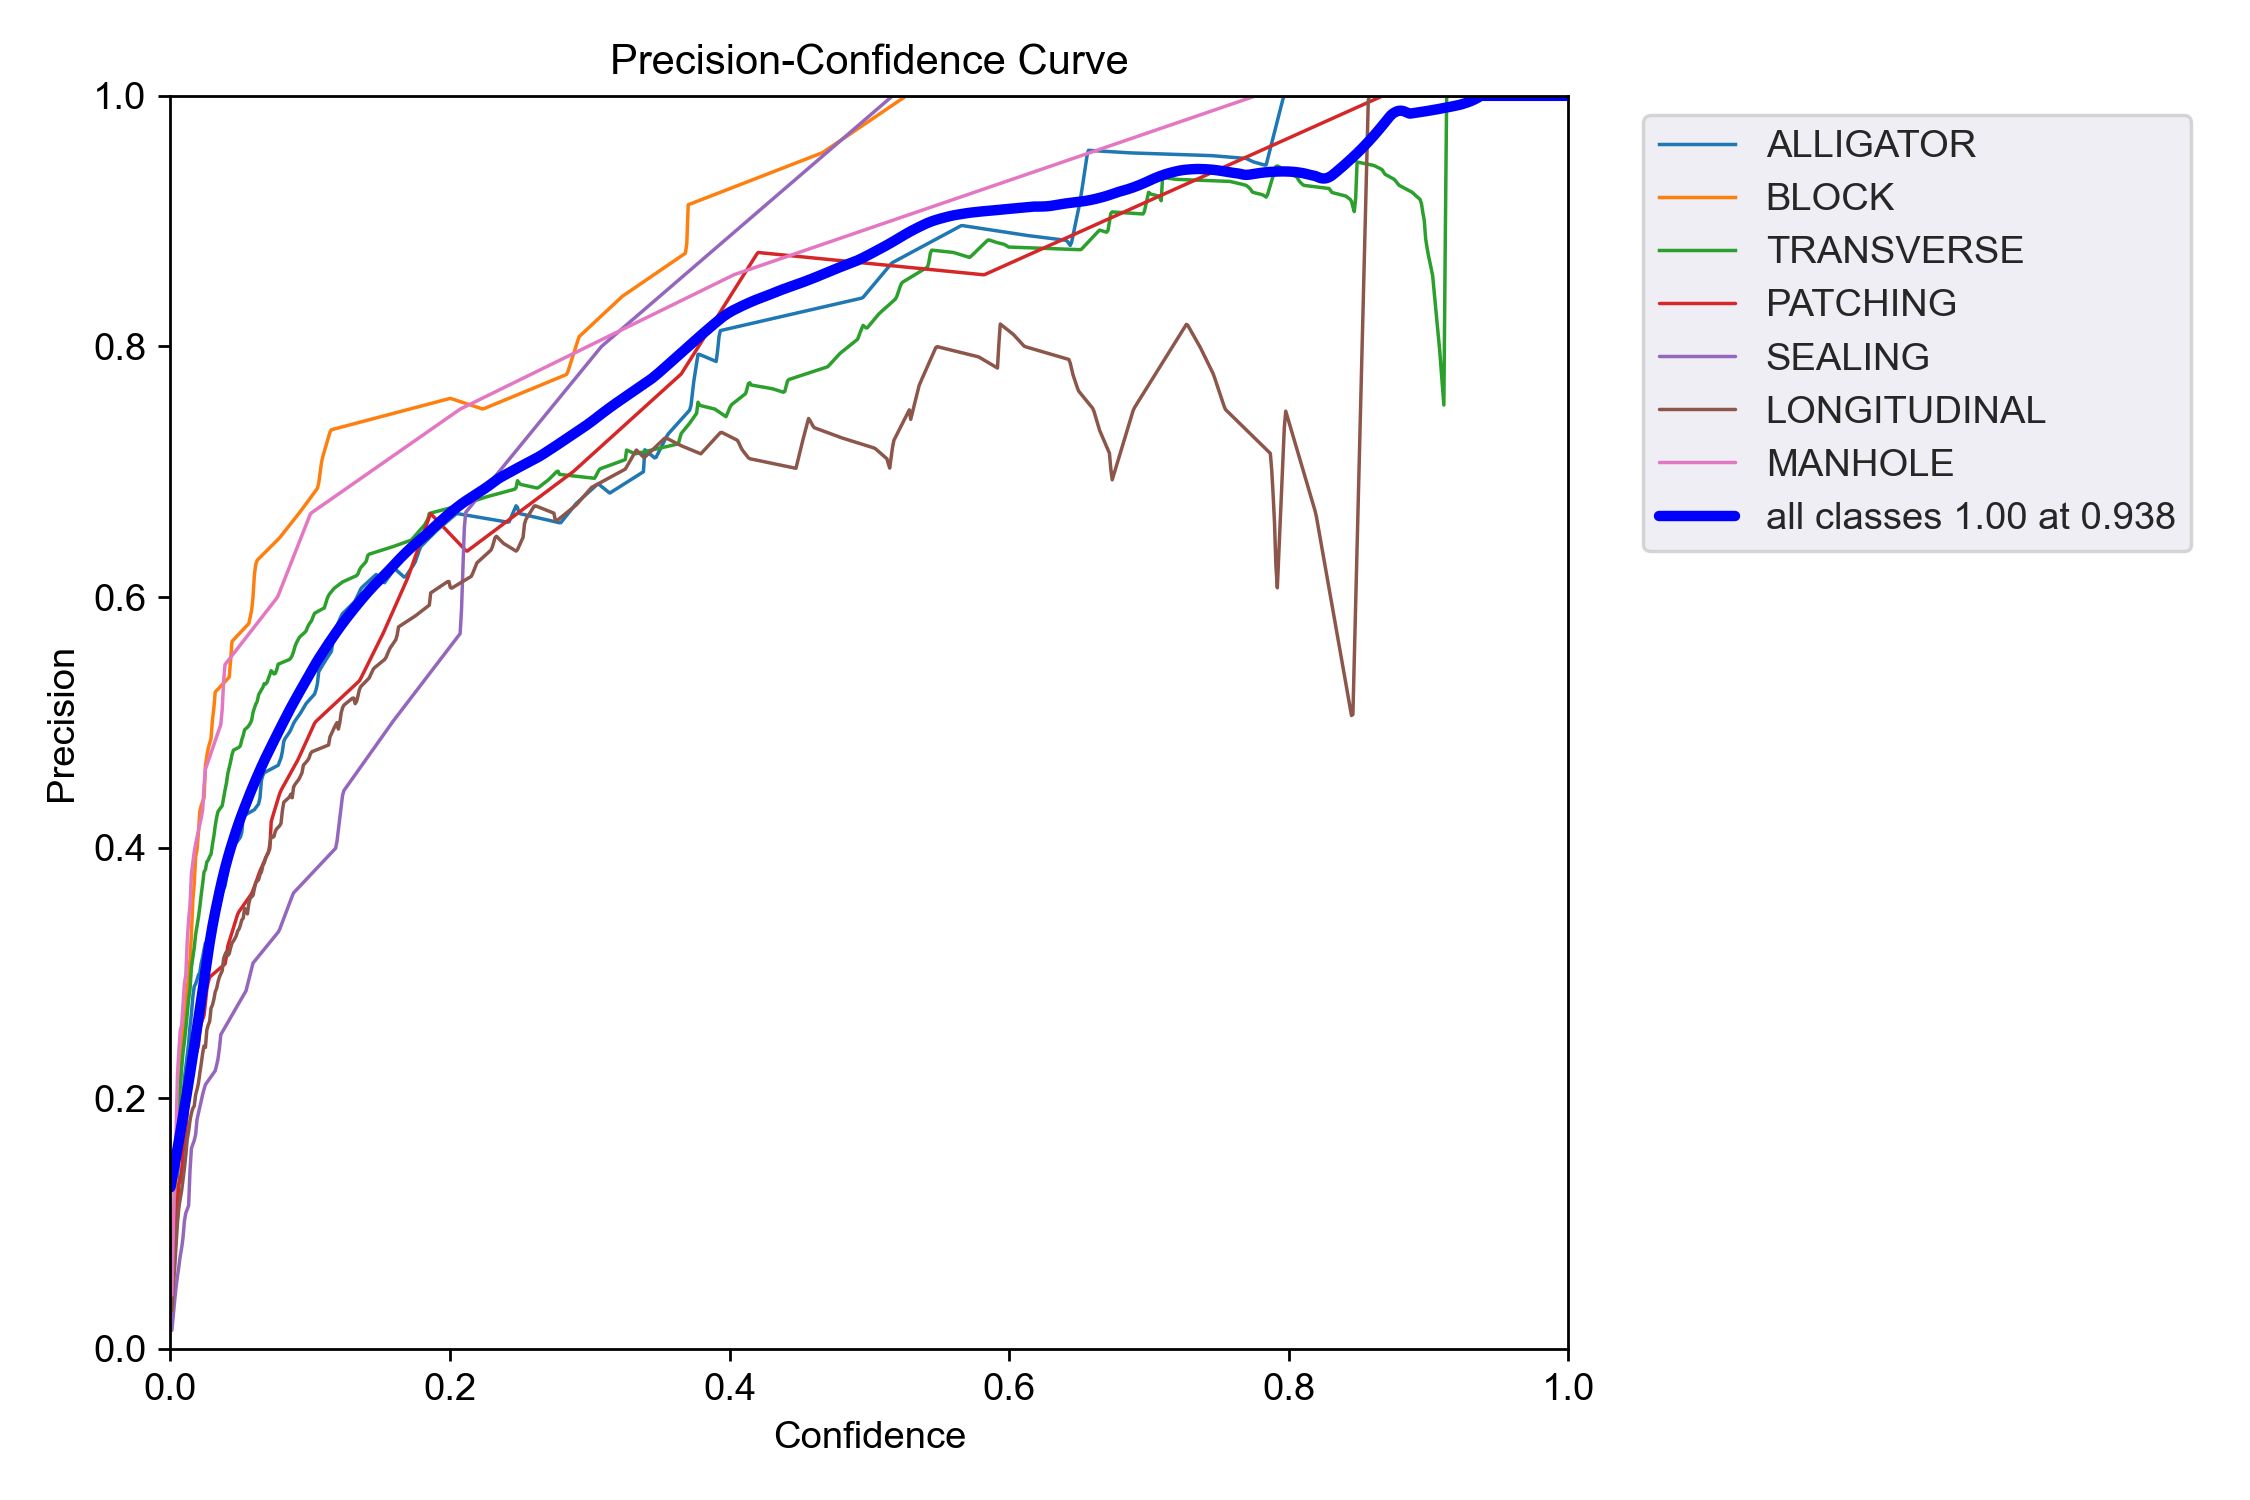 Precision-Confidence Curve
1.0
0.8
0.6
0.4
0.2
0.0
Precision
0.0 0.2 0.4 0.6 0.8 1.0
Confidence
ALLIGATOR
BLOCK
TRANSVERSE
PATCHING
SEALING
LONGITUDINAL
MANHOLE
all classes 1.00 at 0.938